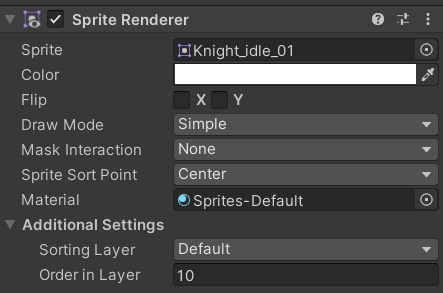 Sprite Renderer
Sprite Knight_idle_01
Color
Flip X Y
Draw Mode Simple
Mask Interaction None
Sprite Sort Point Center
Material Sprites-Default
Additional Settings
Sorting Layer Default
Order in Layer 10